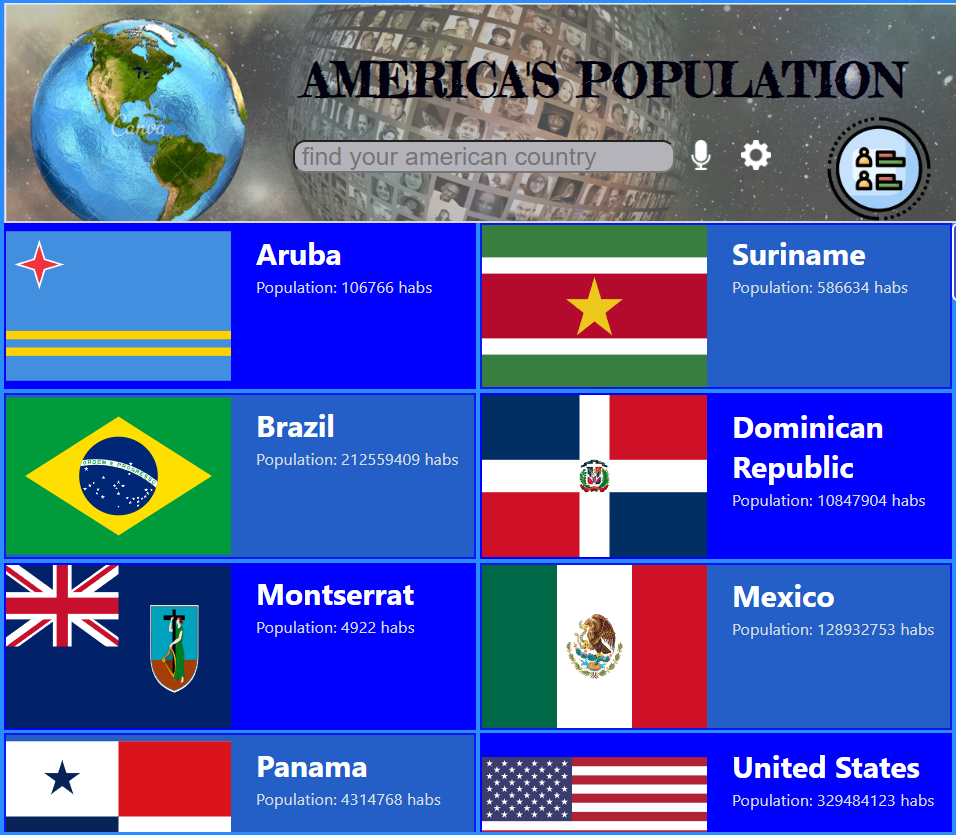 AMERICA'S POPULATION
Canva
find your american country
Aruba
Population: 106766 habs
Suriname
Population: 586634 habs
Brazil
Population: 212559409 habs
ORDEM E PROGRESSO
Dominican
Republic
Population: 10847904 habs
Montserrat
Population: 4922 habs
Mexico
Population: 128932753 habs
Panama
Population: 4314768 habs
United States
Population: 329484123 habs